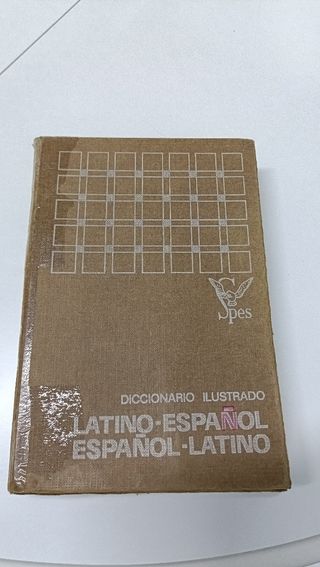 Spes
DICCIONARIO ILUSTRADO
LATINO-ESPAÑOL
ESPAÑOL-LATINO